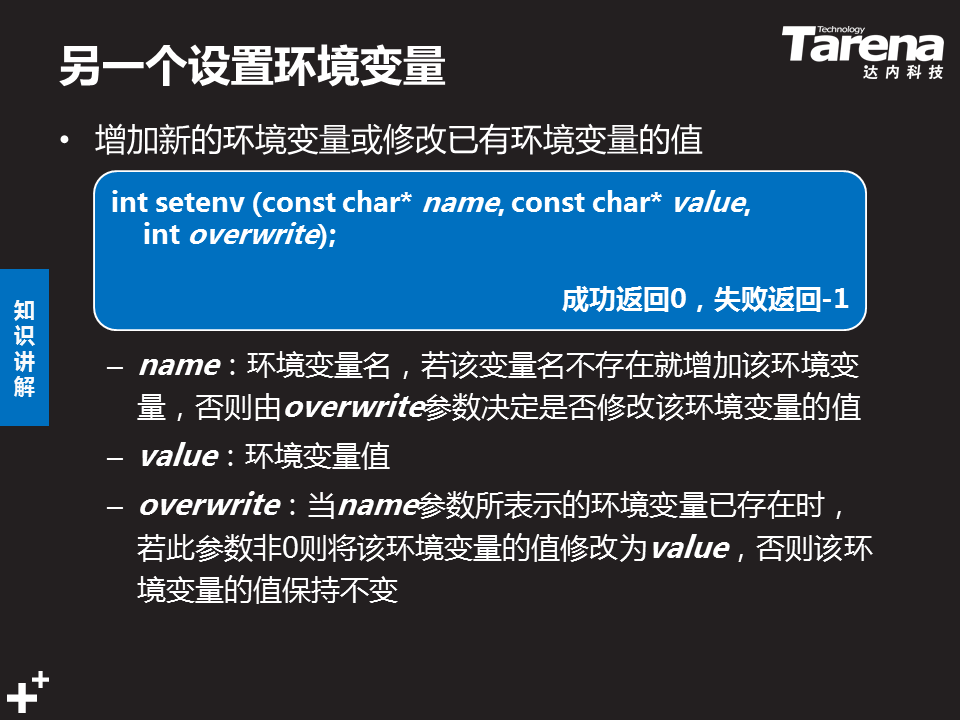 另一个设置环境变量
Technology
Tarena
达内科技
• 增加新的环境变量或修改已有环境变量的值
int setenv (const char* name, const char* value,
int overwrite);
成功返回0，失败返回-1
知识讲解
– name：环境变量名，若该变量名不存在就增加该环境变
量，否则由overwrite参数决定是否修改该环境变量的值
– value：环境变量值
– overwrite：当name参数所表示的环境变量已存在时，
若此参数非0则将该环境变量的值修改为value，否则该环
境变量的值保持不变